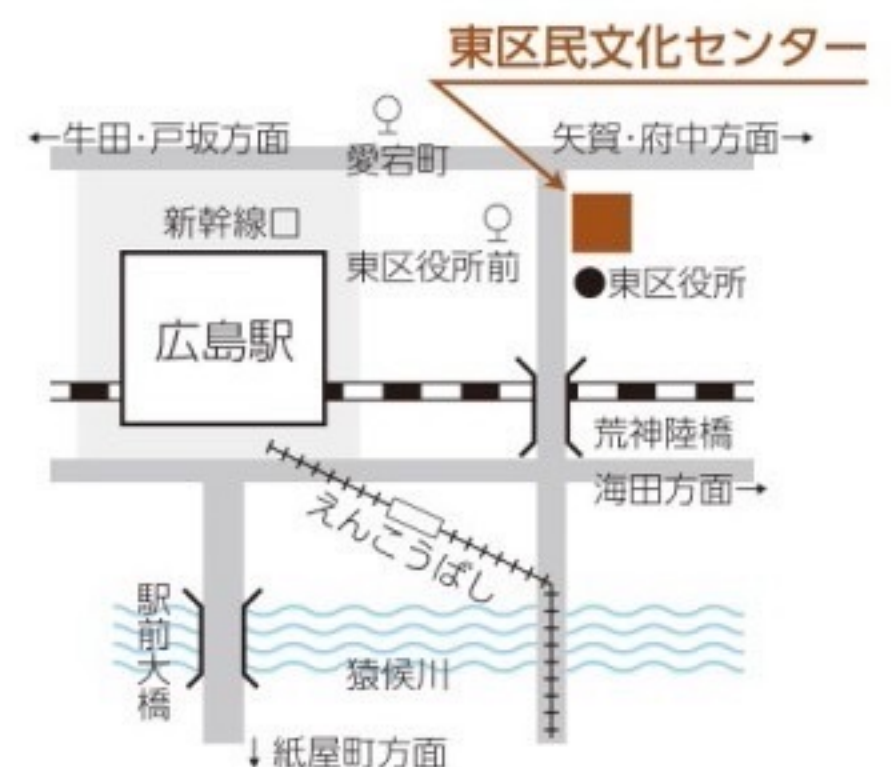 東区民文化センター
←牛田・戸坂方面
矢賀・府中方面→
愛宕町
新幹線口
東区役所前
●東区役所
広島駅
荒神陸橋
海田方面→
えんこうばし
駅前大橋
猿候川
↓紙屋町方面